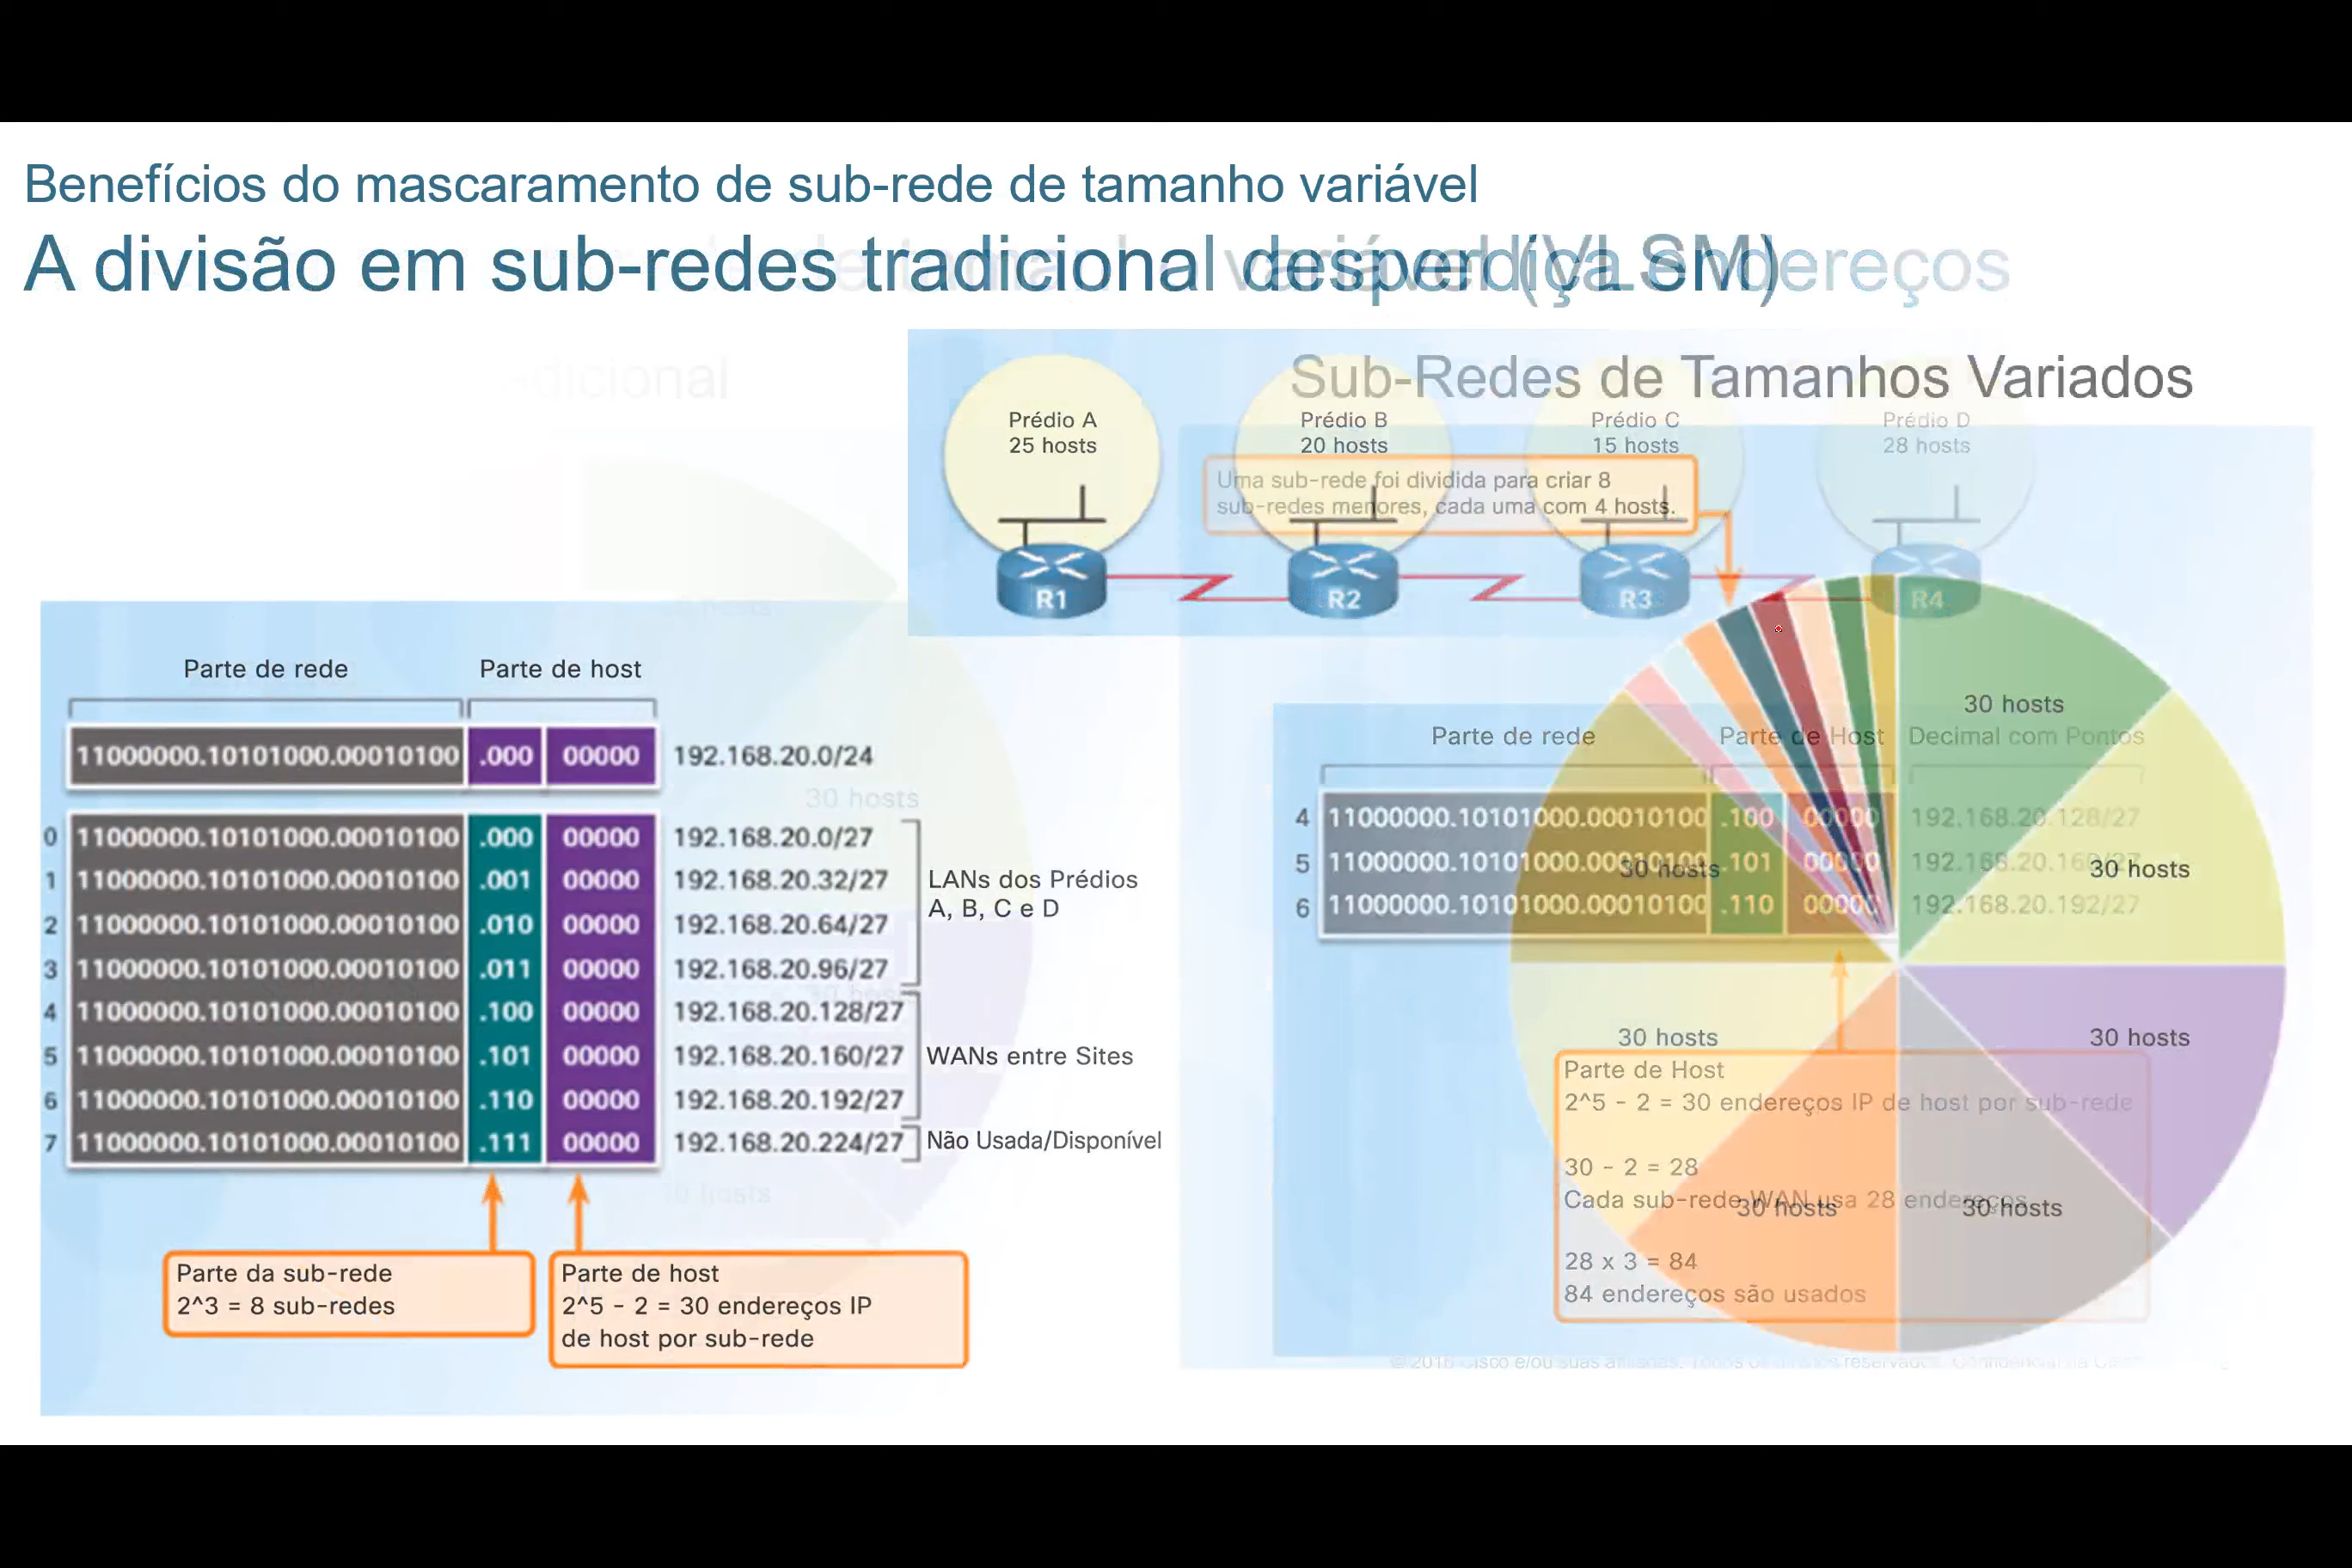 Benefícios do mascaramento de sub-rede de tamanho variável
A divisão em sub-redes tradicional desperdiça endereços
variável (VLSM)
Sub-Redes de Tamanhos Variados
Prédio A
25 hosts
Prédio B
20 hosts
Prédio C
15 hosts
Prédio D
28 hosts
Uma sub-rede foi dividida para criar 8
sub-redes menores, cada uma com 4 hosts.
R1
R2
R3
R4
Parte de rede
Parte de host
11000000.10101000.00010100 .000 00000 192.168.20.0/24
0 11000000.10101000.00010100 .000 00000 192.168.20.0/27
1 11000000.10101000.00010100 .001 00000 192.168.20.32/27
2 11000000.10101000.00010100 .010 00000 192.168.20.64/27
3 11000000.10101000.00010100 .011 00000 192.168.20.96/27
4 11000000.10101000.00010100 .100 00000 192.168.20.128/27
5 11000000.10101000.00010100 .101 00000 192.168.20.160/27
6 11000000.10101000.00010100 .110 00000 192.168.20.192/27
7 11000000.10101000.00010100 .111 00000 192.168.20.224/27
LANs dos Prédios
A, B, C e D
WANs entre Sites
Não Usada/Disponível
30 hosts
Parte da sub-rede
2^3 = 8 sub-redes
Parte de host
2^5 - 2 = 30 endereços IP
de host por sub-rede
Parte de rede
Parte de Host
Decimal com Pontos
4 11000000.10101000.00010100 .100 00000 192.168.20.128/27
5 11000000.10101000.00010100 .101 00000 192.168.20.160/27
6 11000000.10101000.00010100 .110 00000 192.168.20.192/27
30 hosts
30 hosts
30 hosts
30 hosts
30 hosts
30 hosts
30 hosts
Parte de Host
2^5 - 2 = 30 endereços IP de host por sub-rede
30 - 2 = 28
Cada sub-rede WAN usa 28 endereços
28 x 3 = 84
84 endereços são usados